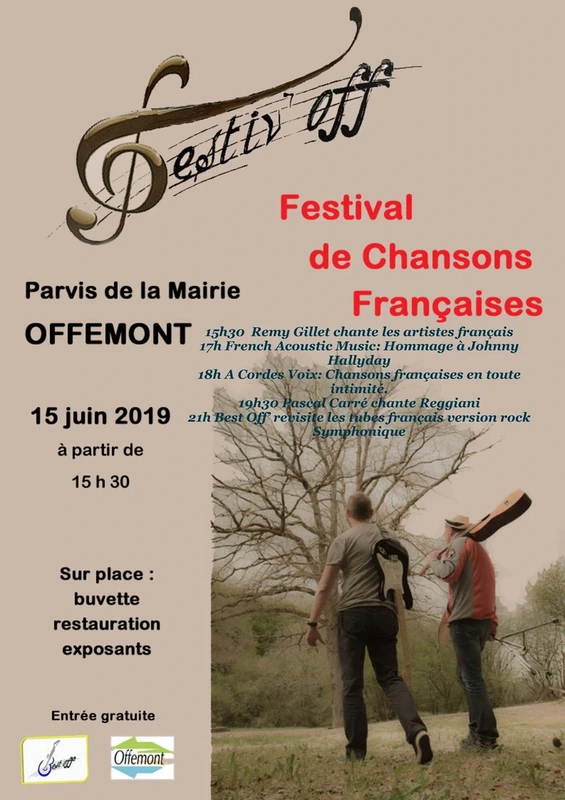 Festiv'off
Festival
de Chansons
Françaises
Parvis de la Mairie
OFFEMONT
15h30 Remy Gillet chante les artistes français
17h French Acoustic Music: Hommage à Johnny
Hallyday
18h A Cordes Voix: Chansons françaises en toute
intimité.
19h30 Pascal Carré chante Reggiani
21h Best Off' revisite les tubes français version rock
Symphonique
15 juin 2019
à partir de
15 h 30
Sur place :
buvette
restauration
exposants
Entrée gratuite
Best off'
Offemont